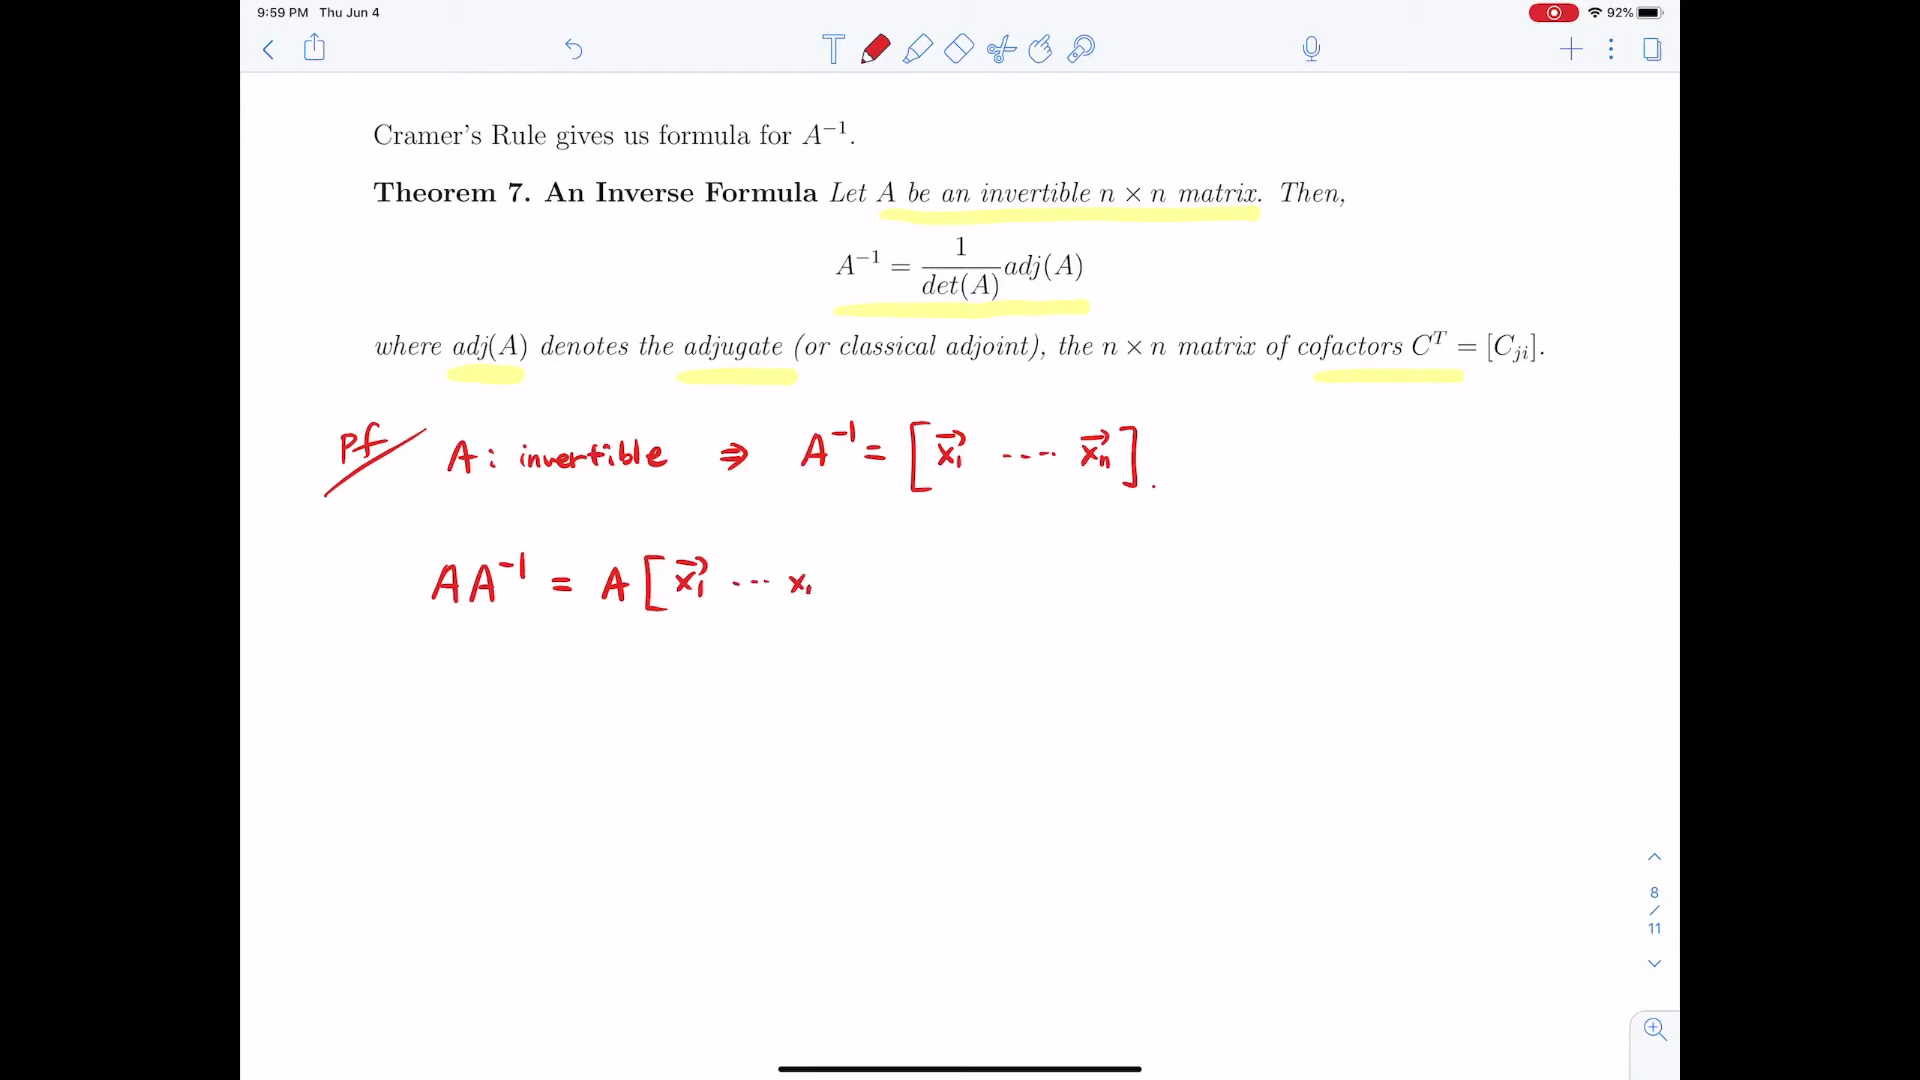 9:59 PM Thu Jun 4
92%
Cramer's Rule gives us formula for A⁻¹.
Theorem 7. An Inverse Formula Let A be an invertible n × n matrix. Then,
A⁻¹ = 1/det(A) adj(A)
where adj(A) denotes the adjugate (or classical adjoint), the n × n matrix of cofactors Cᵀ = [C_ji].
Pf A : invertible ⇒ A⁻¹ = [x⃗₁ .... x⃗ₙ].
AA⁻¹ = A [x⃗₁ ... x₁
8
/
11